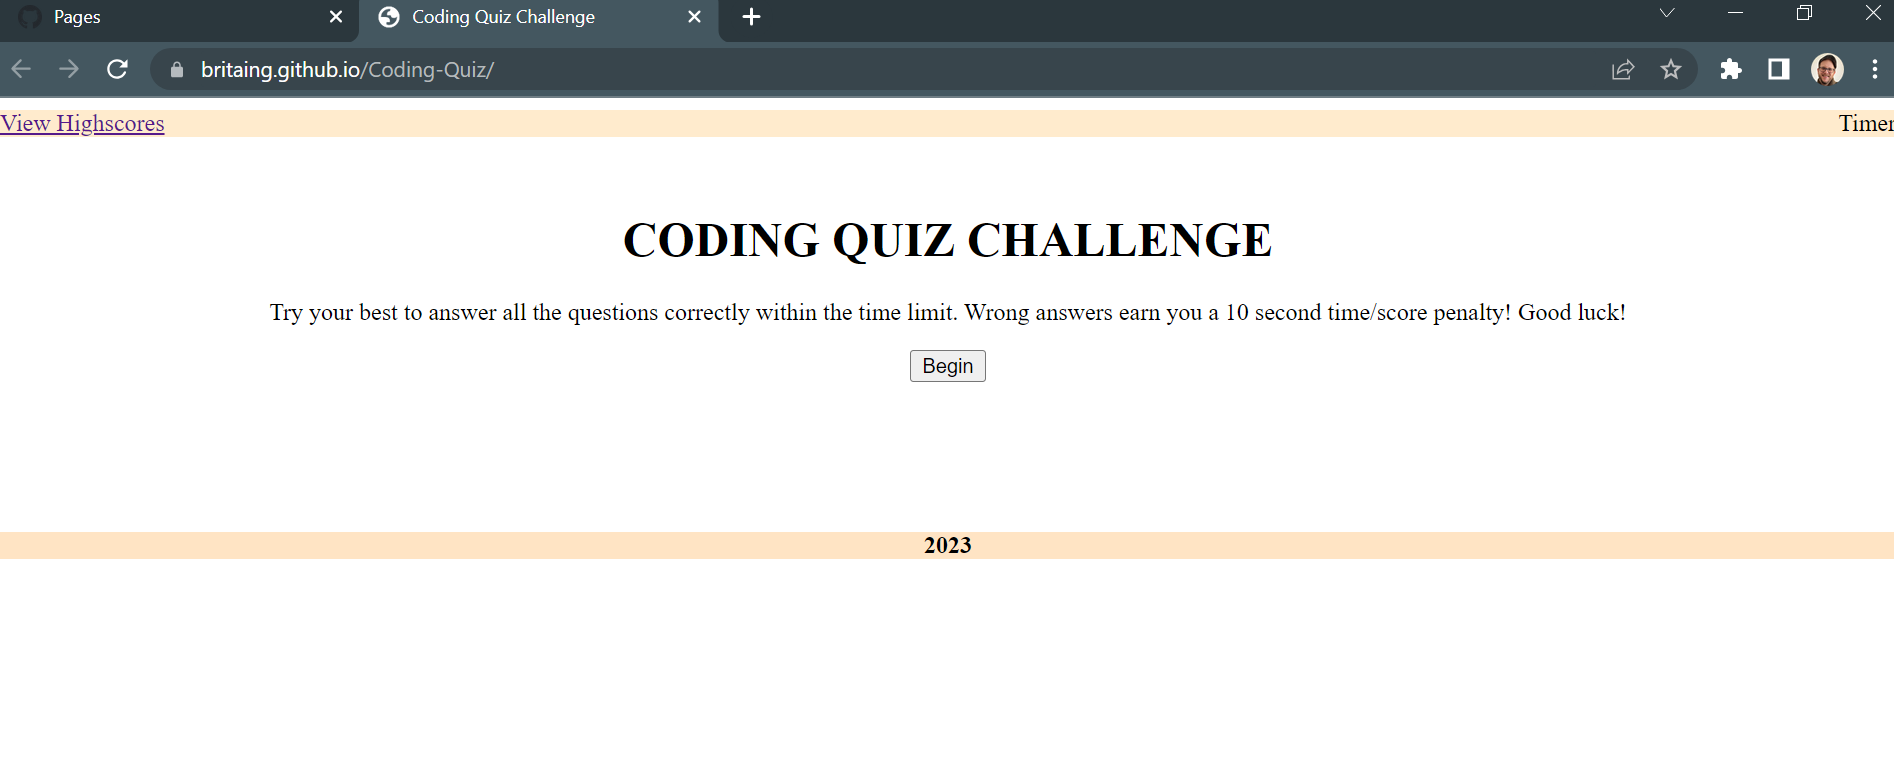 Pages
Coding Quiz Challenge
britaing.github.io/Coding-Quiz/
View Highscores
Timer
CODING QUIZ CHALLENGE
Try your best to answer all the questions correctly within the time limit. Wrong answers earn you a 10 second time/score penalty! Good luck!
Begin
2023